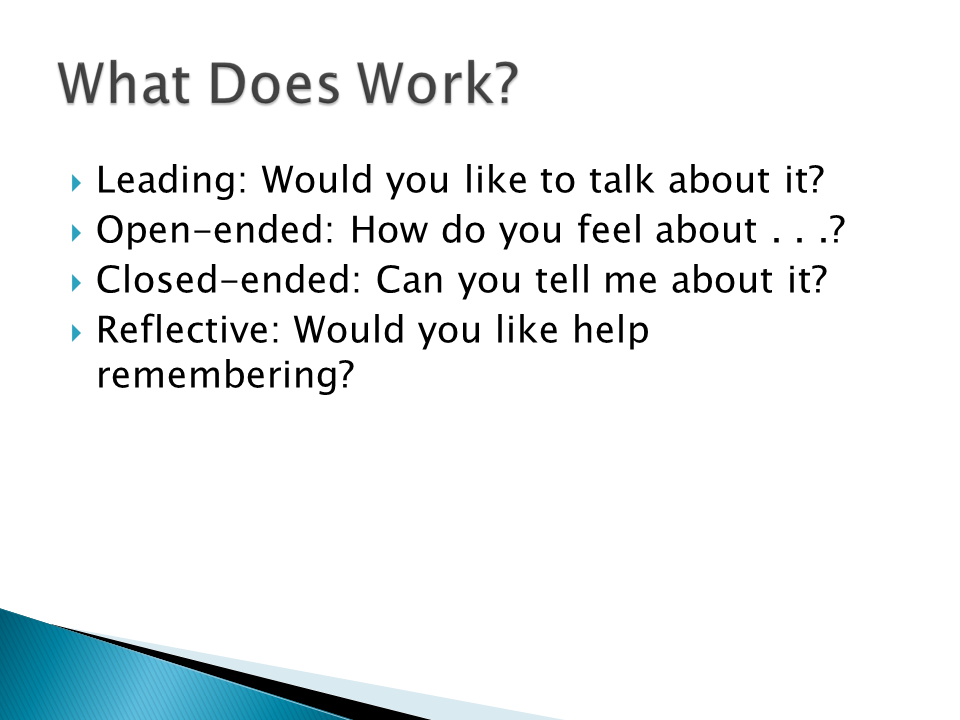 What Does Work?
Leading: Would you like to talk about it?
Open-ended: How do you feel about . . .?
Closed-ended: Can you tell me about it?
Reflective: Would you like help
remembering?